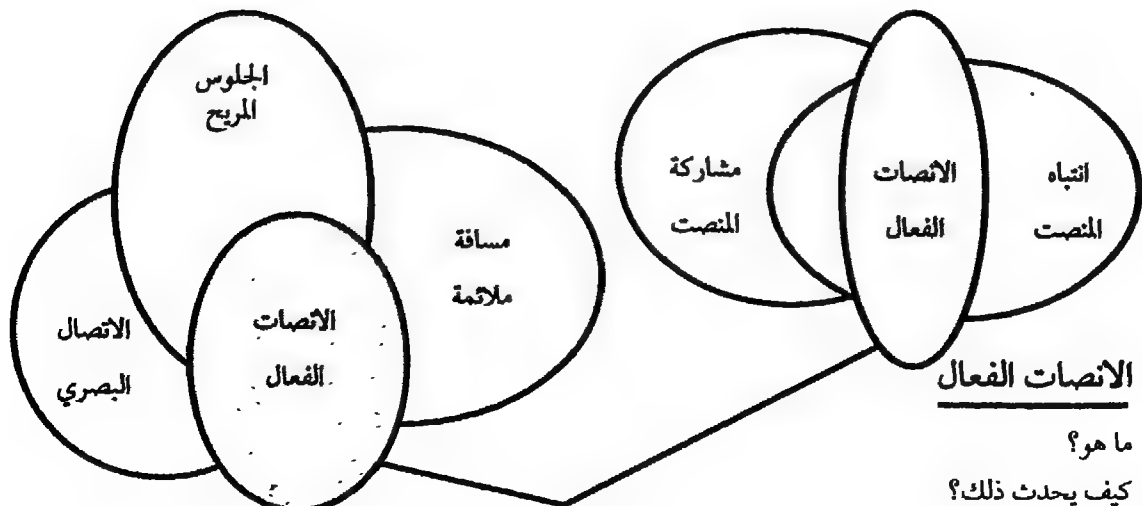 انتباه
المنصت
الانصات
الفعال
مشاركة
المنصت
الجلوس
المريح
مسافة
ملائمة
الاتصال
البصري
الانصات
الفعال
الانصات الفعال
ما هو؟
كيف يحدث ذلك؟